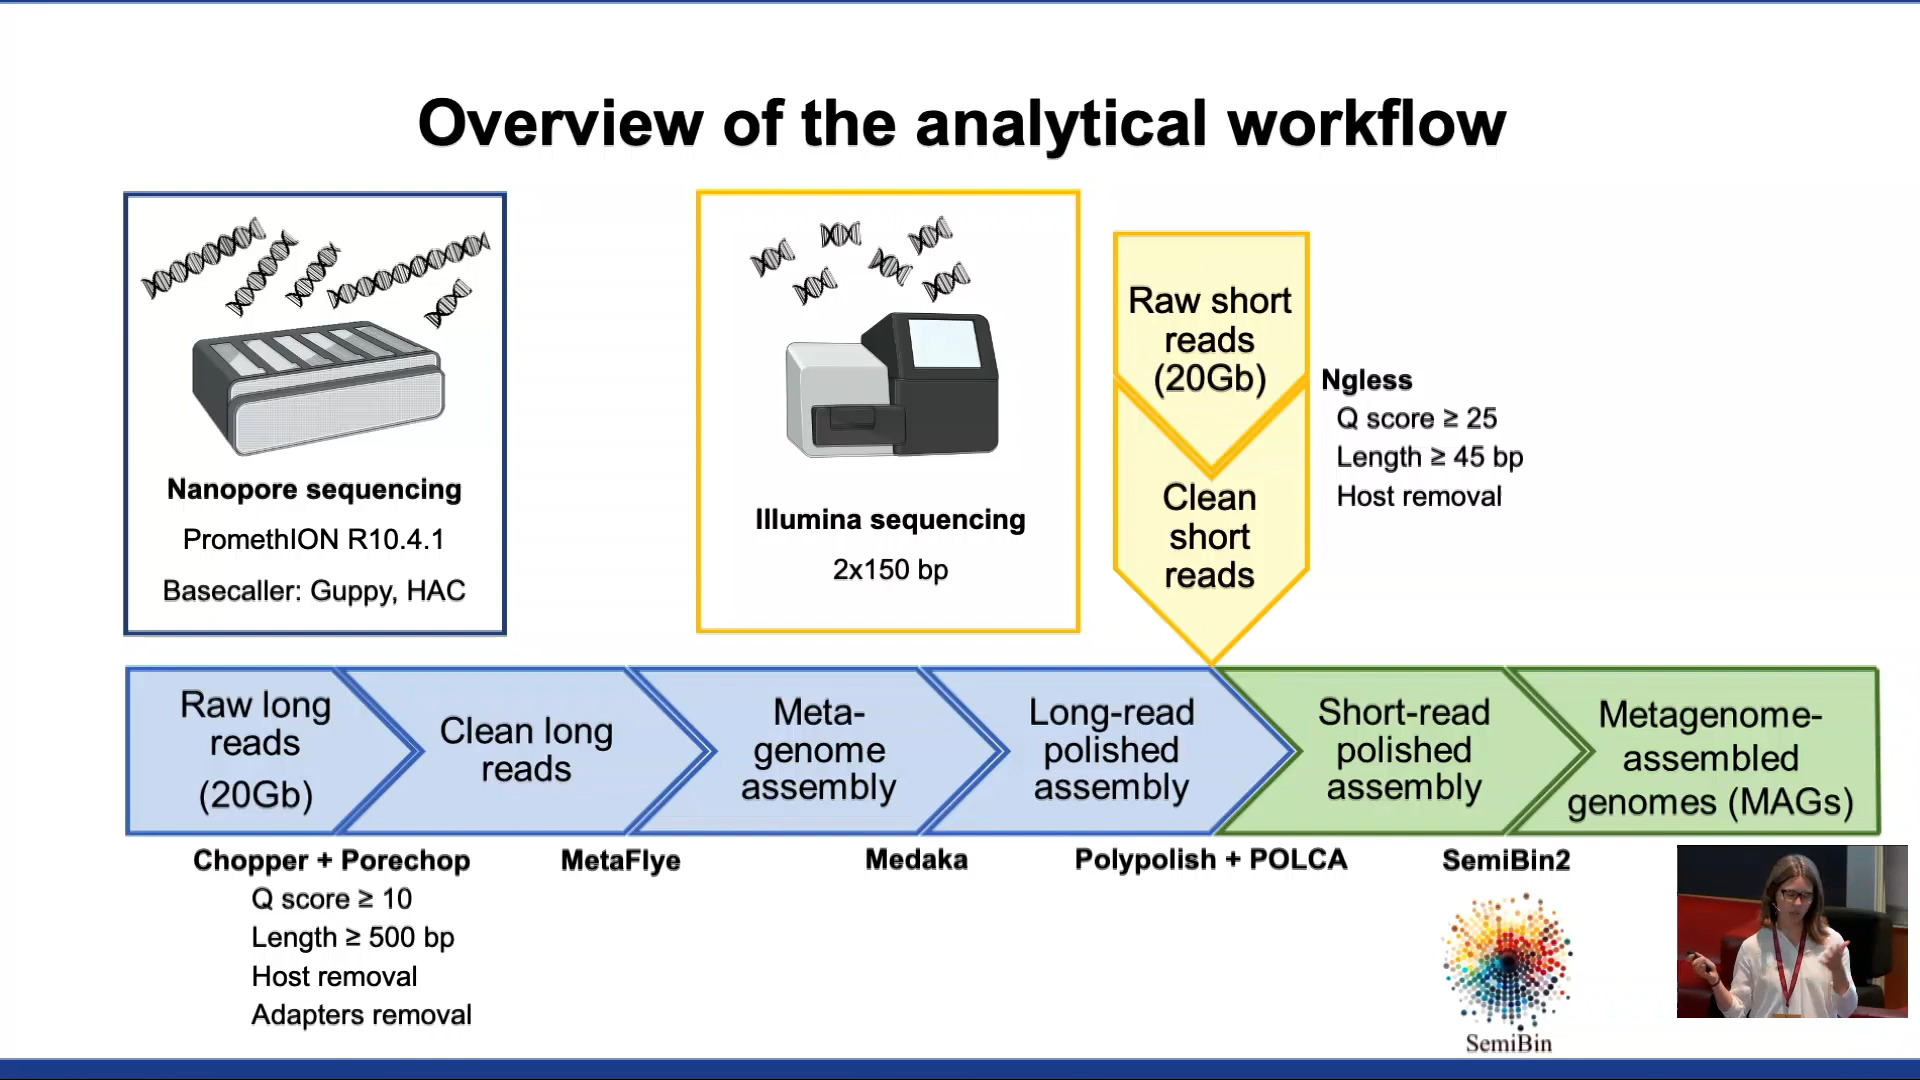 Overview of the analytical workflow
Nanopore sequencing
PromethION R10.4.1
Basecaller: Guppy, HAC
Illumina sequencing
2x150 bp
Raw short
reads
(20Gb)
Clean
short
reads
Ngless
Q score ≥ 25
Length ≥ 45 bp
Host removal
Raw long
reads
(20Gb)
Clean long
reads
Meta-
genome
assembly
Long-read
polished
assembly
Short-read
polished
assembly
Metagenome-
assembled
genomes (MAGs)
Chopper + Porechop
Q score ≥ 10
Length ≥ 500 bp
Host removal
Adapters removal
MetaFlye
Medaka
Polypolish + POLCA
SemiBin2
SemiBin